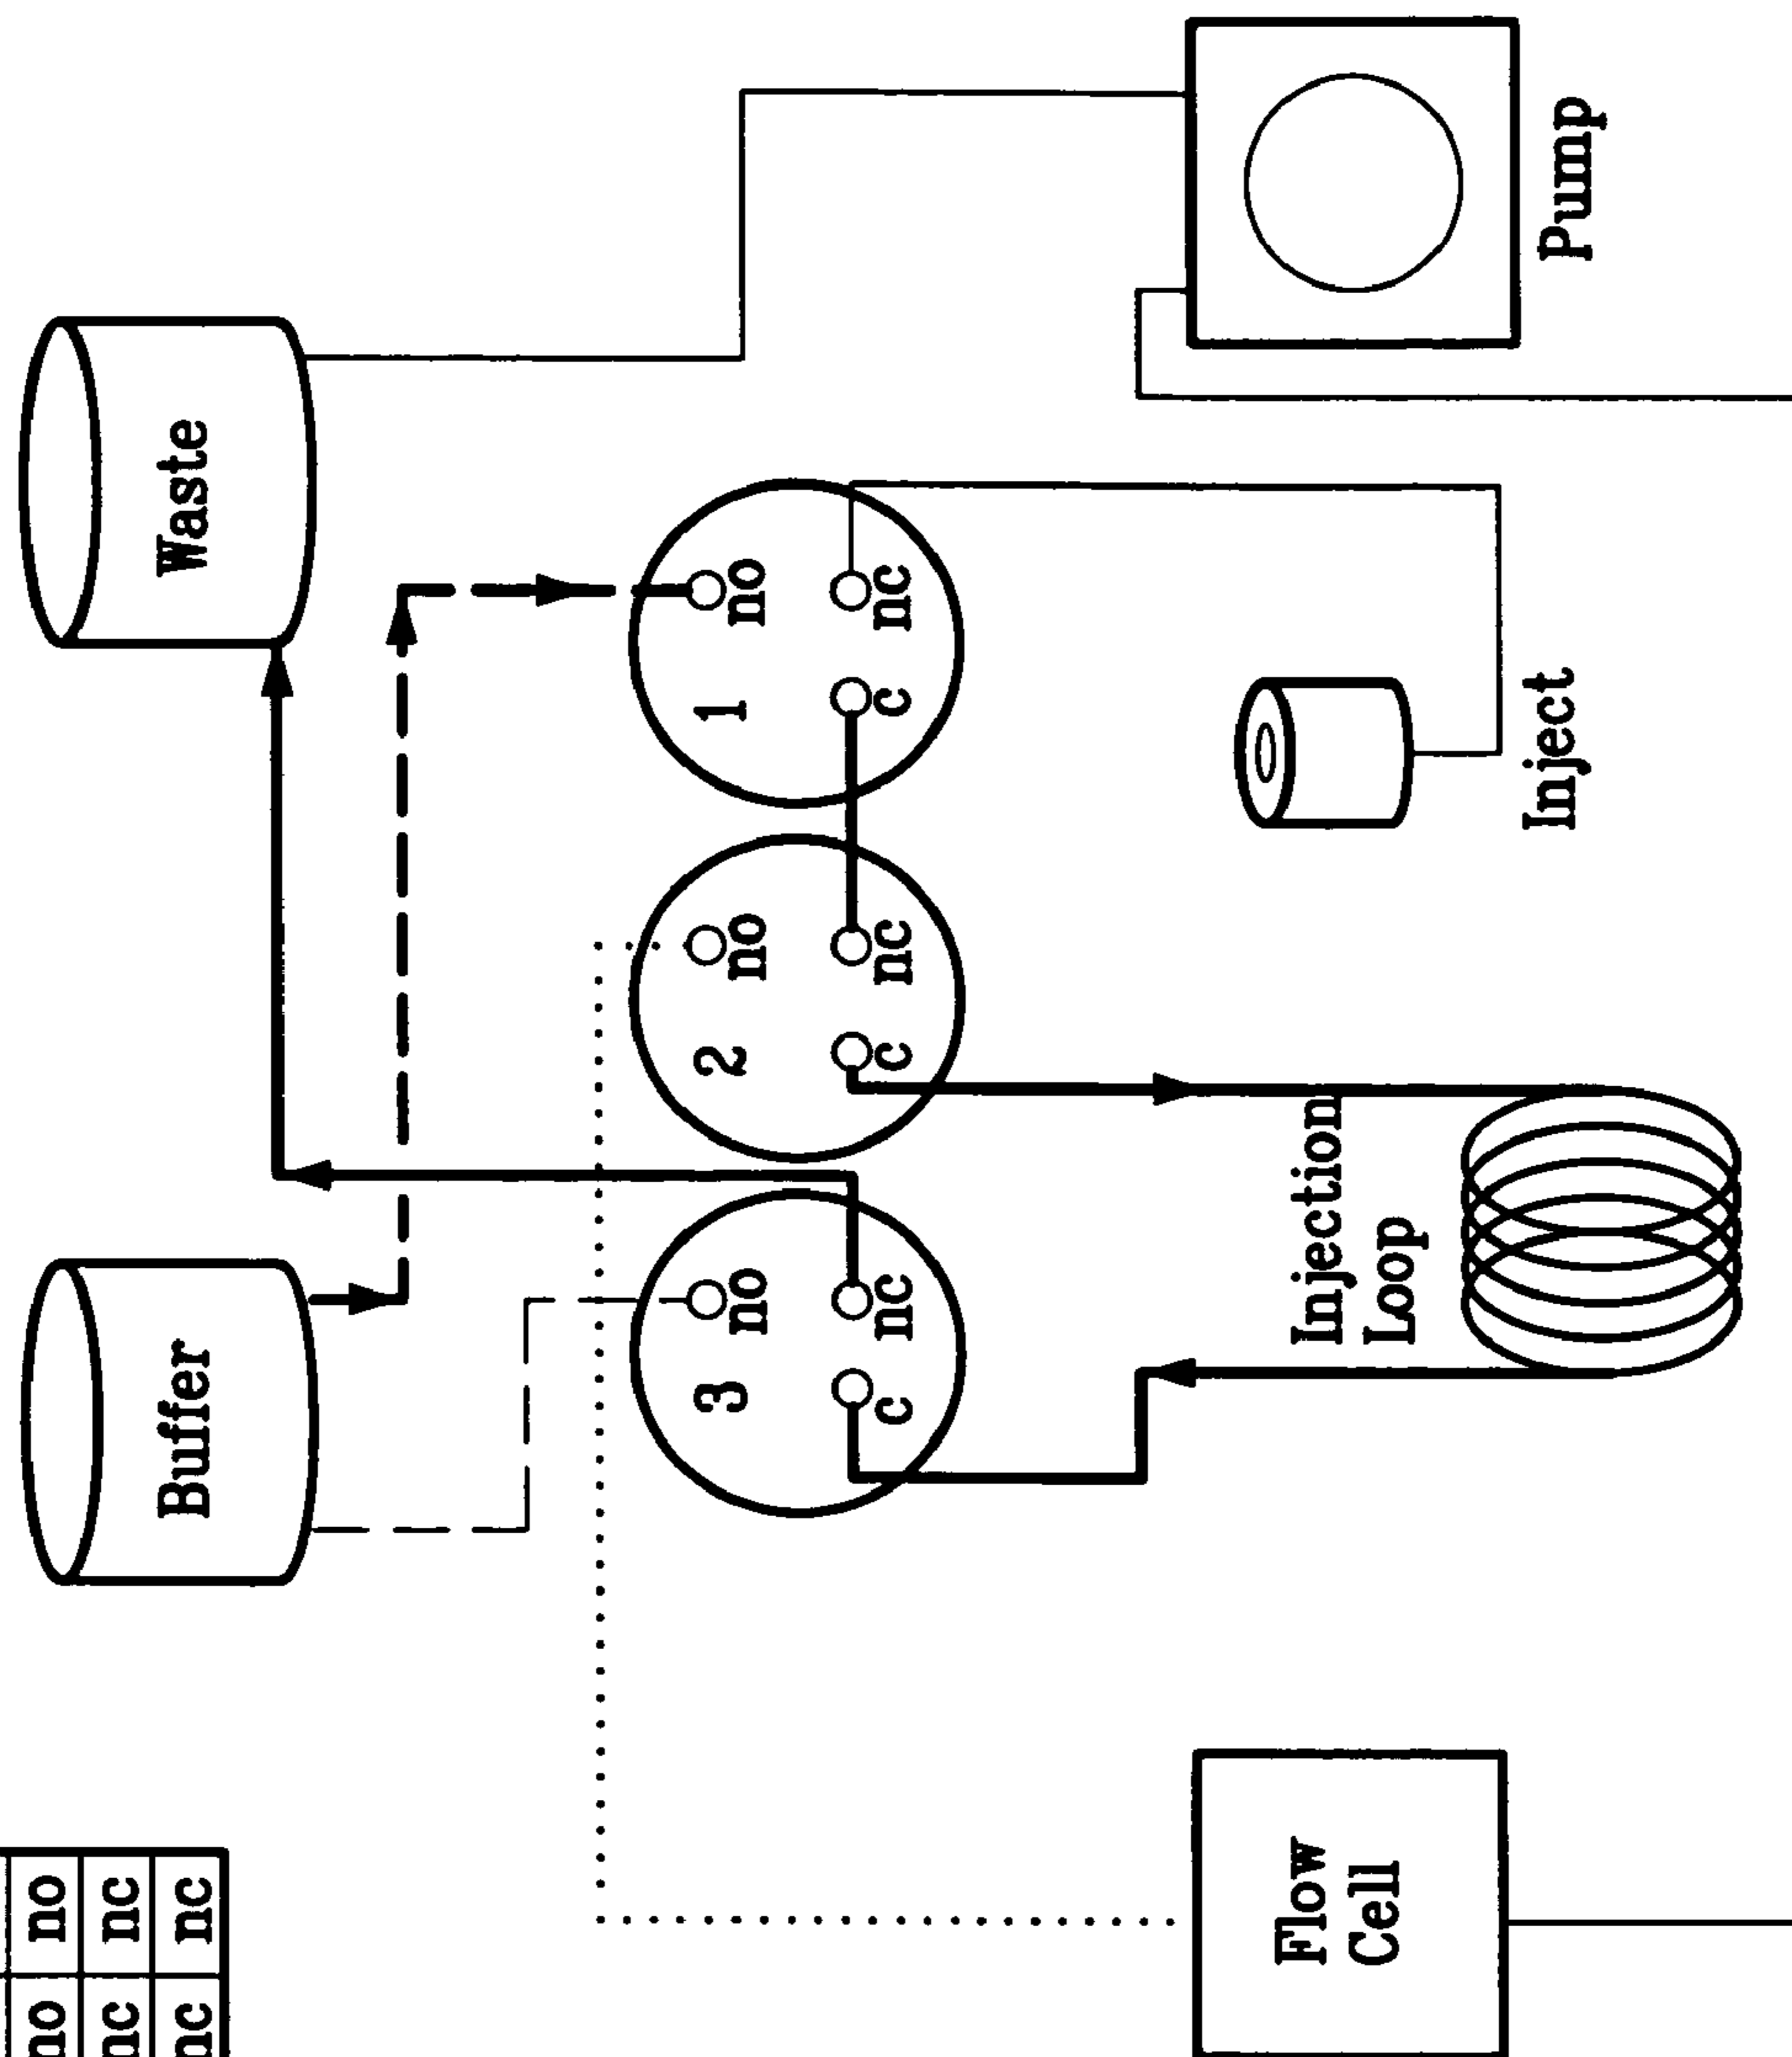 no no
nc nc
nc nc
Buffer
Waste
3 no
c nc
2 no
c nc
1 no
c nc
Flow
Cell
Injection
Loop
Inject
Pump